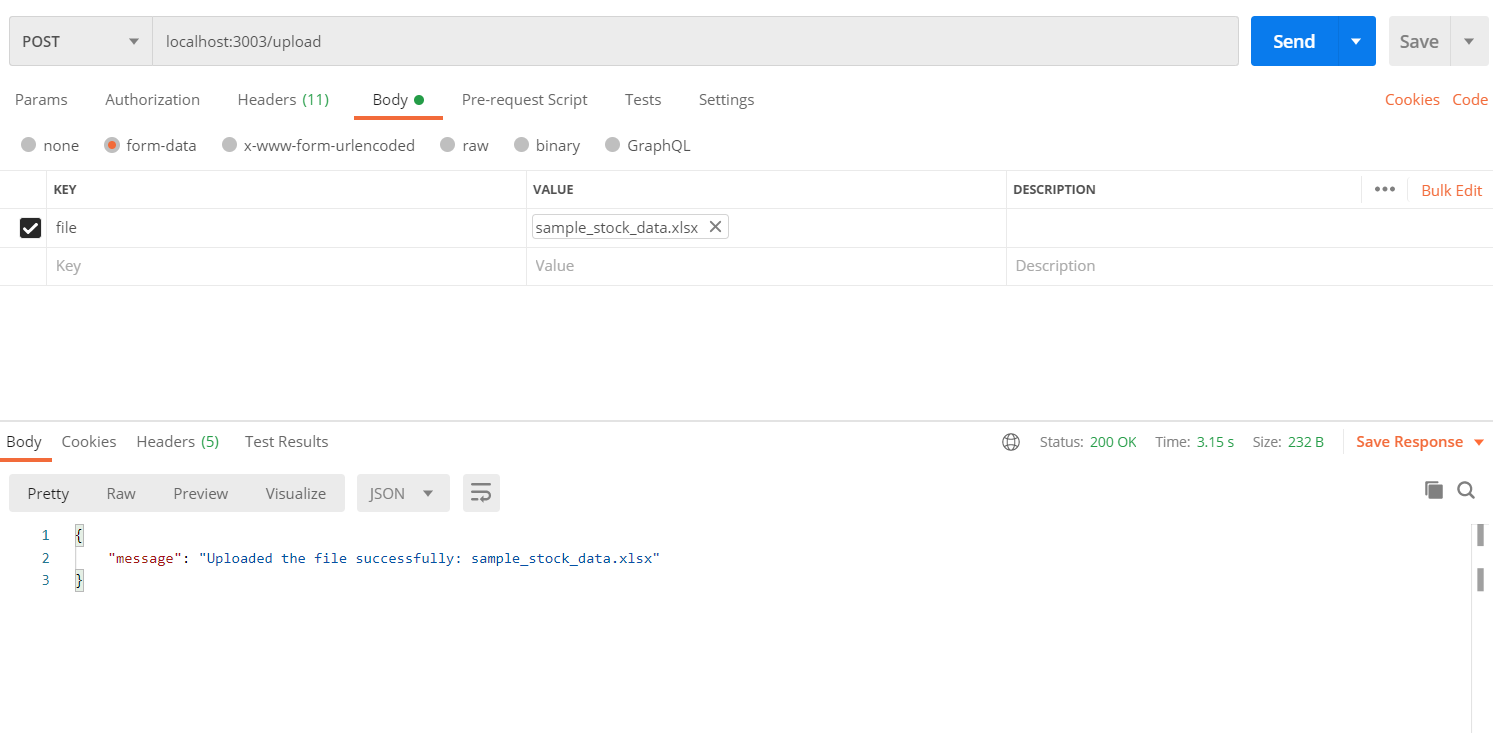 POST localhost:3003/upload Send Save
Params Authorization Headers (11) Body Pre-request Script Tests Settings Cookies Code
none form-data x-www-form-urlencoded raw binary GraphQL
KEY VALUE DESCRIPTION ••• Bulk Edit
file sample_stock_data.xlsx
Key Value Description
Body Cookies Headers (5) Test Results Status: 200 OK Time: 3.15 s Size: 232 B Save Response
Pretty Raw Preview Visualize JSON
1 {
2 "message": "Uploaded the file successfully: sample_stock_data.xlsx"
3 }